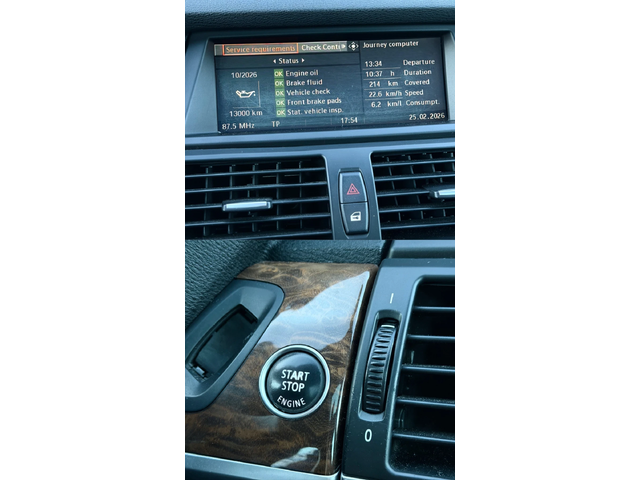 Service requirements Check Cont
Journey computer
Status
13:34 Departure
10/2026
OK Engine oil
10:37 h Duration
OK Brake fluid
214 km Covered
OK Vehicle check
22.6 km/h Speed
OK Front brake pads
6.2 km/l Consumpt.
13000 km
OK Stat. vehicle insp.
87.5 MHz TP 17:54 25.02.2026
START
STOP
ENGINE
I
0